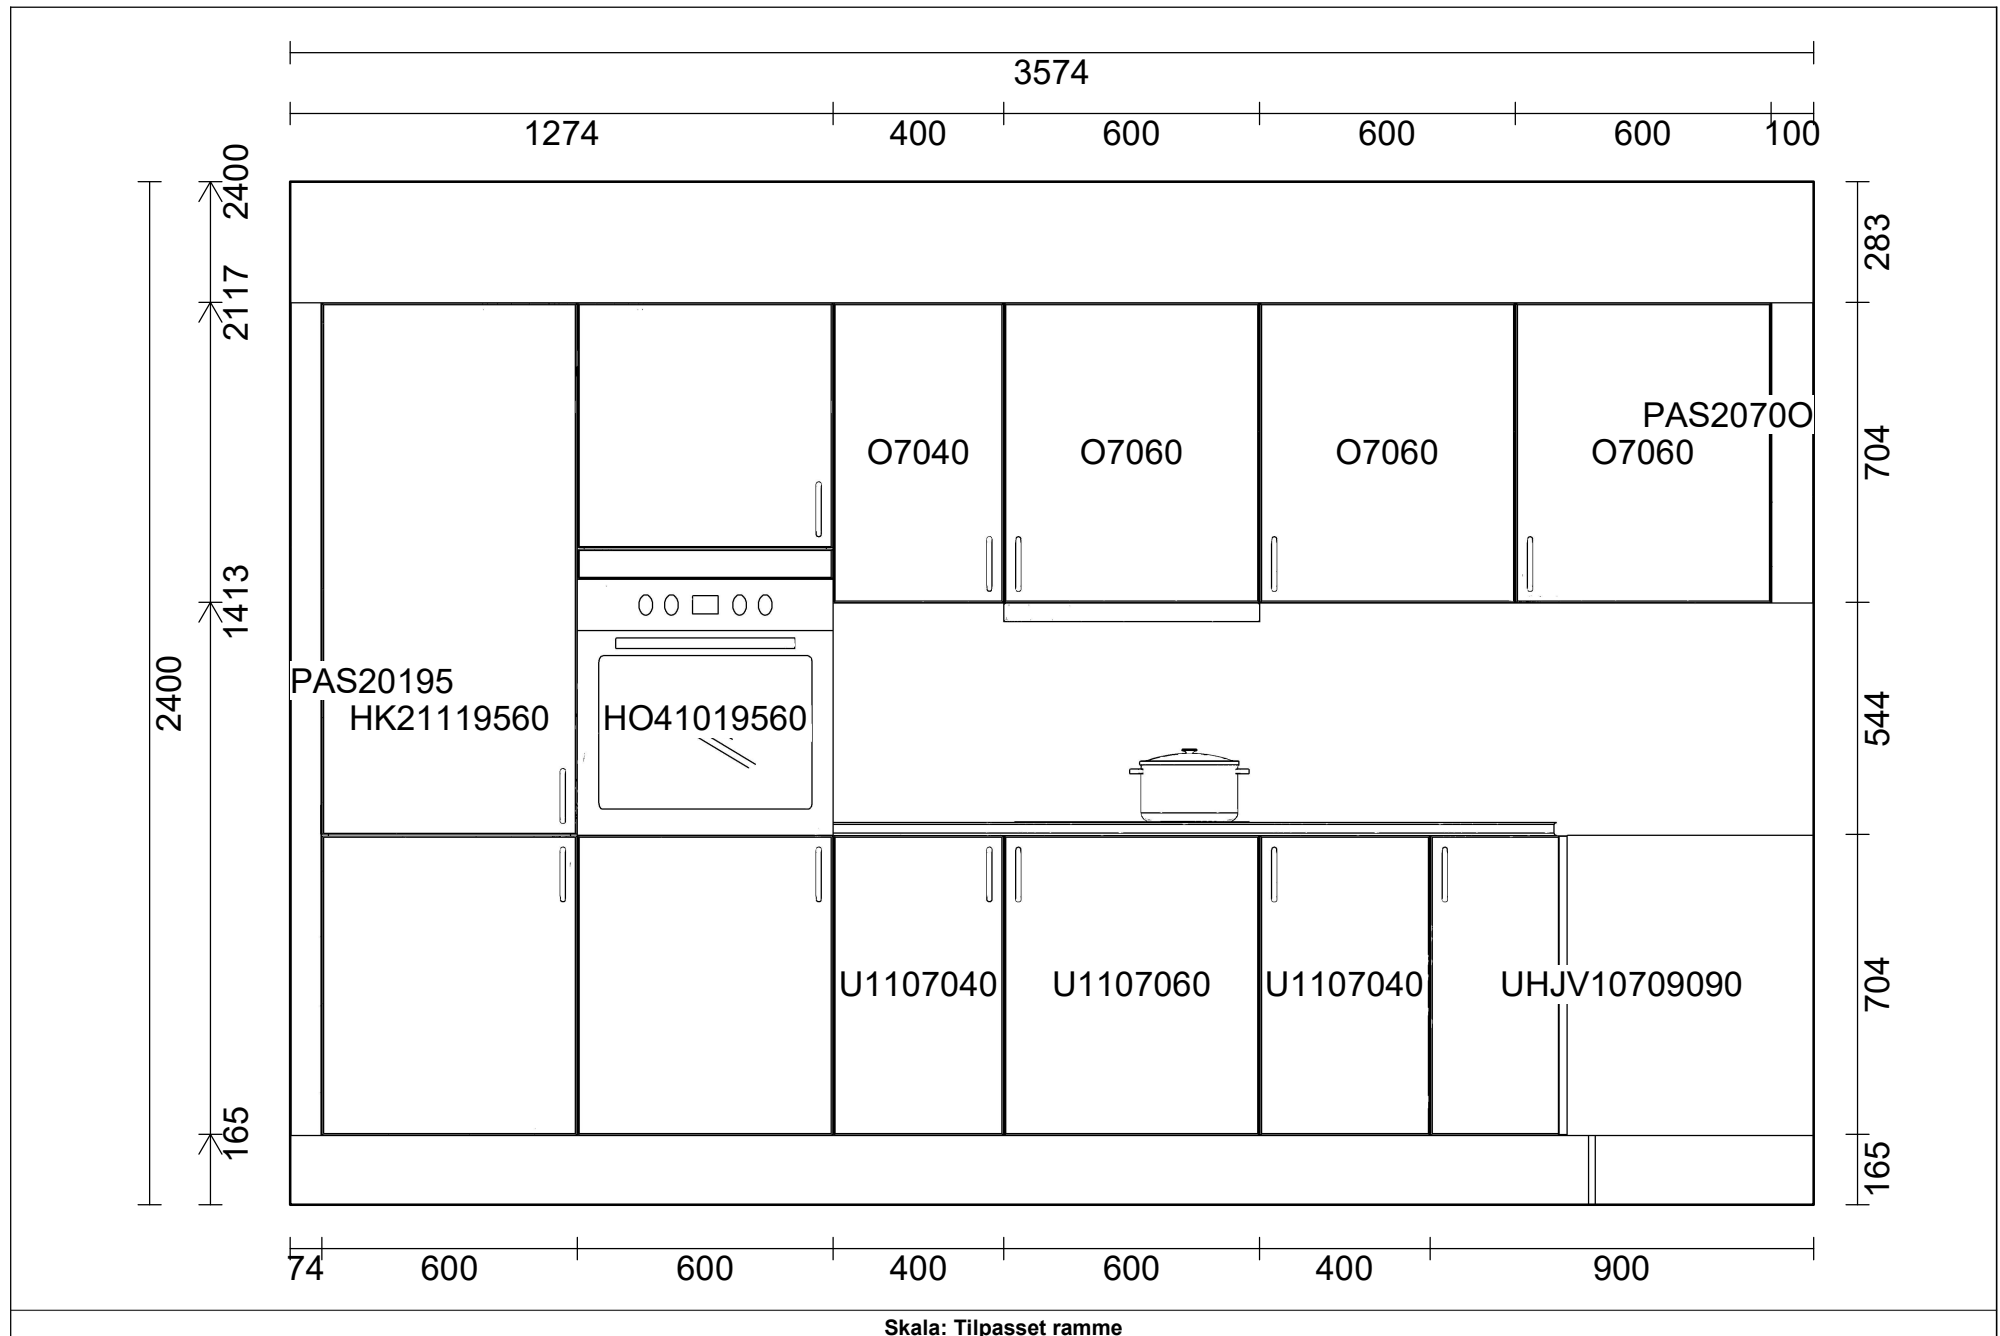 3574
1274 400 600 600 600 100
2400
283
2117
O7040 O7060 O7060 O7060
PAS2070O
704
1413
PAS20195
HK21119560 HO41019560
2400
544
U1107040 U1107060 U1107040 UHJV10709090
704
165
165
74 600 600 400 600 400 900
Skala: Tilpasset ramme